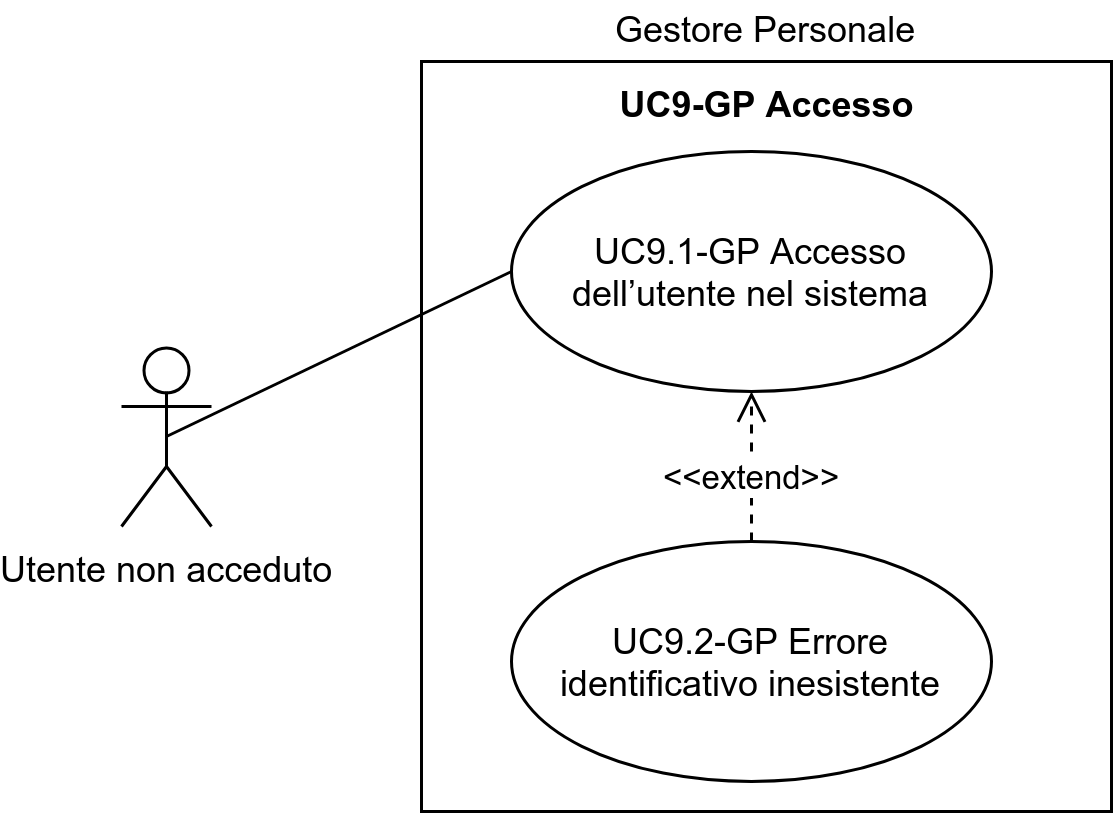 Gestore Personale
UC9-GP Accesso
UC9.1-GP Accesso
dell’utente nel sistema
<<extend>>
Utente non acceduto
UC9.2-GP Errore
identificativo inesistente